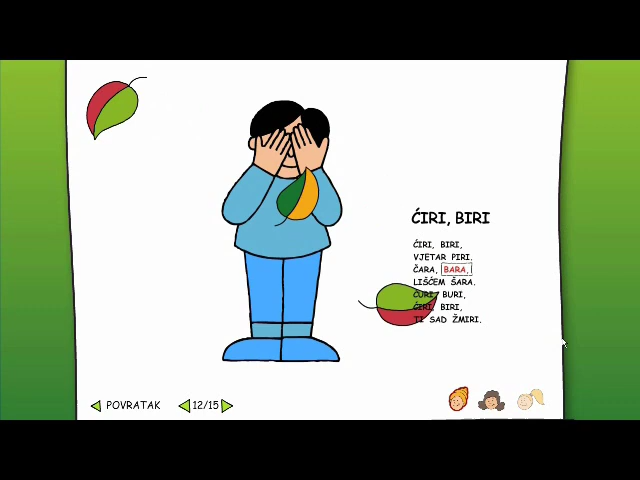 ĆIRI, BIRI
ĆIRI, BIRI,
VJETAR PIRI.
ČARA, BARA,
LIŠĆEM ŠARA.
ĆURI, BURI,
ĆIRI, BIRI,
TI SAD ŽMIRI.
POVRATAK 12/15